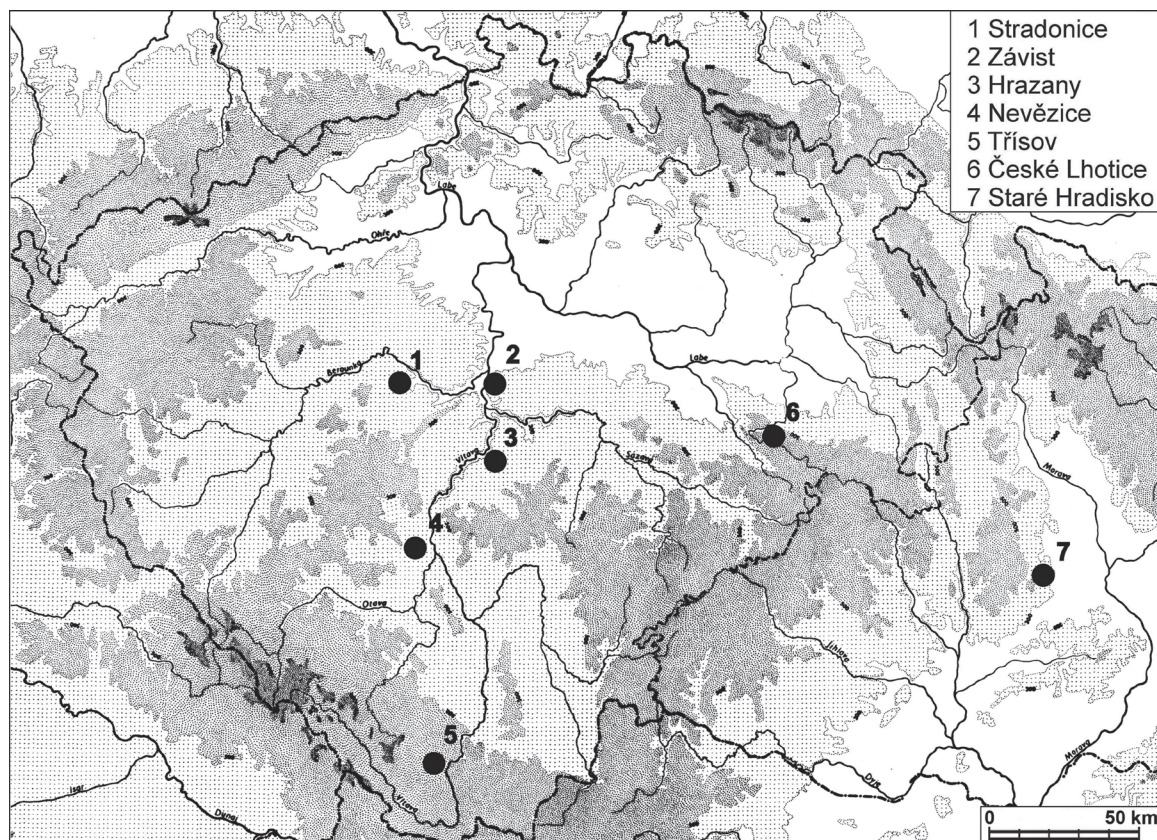 1 Stradonice
2 Závist
3 Hrazany
4 Nevězice
5 Třísov
6 České Lhotice
7 Staré Hradisko
Labe
Ohře
Berounka
1
2
Labe
6
3
Vltava
Sázava
Morava
4
7
Otava
Jihlava
5
Vltava
Dyje
Morava
Isar
Dunaj
0 50 km